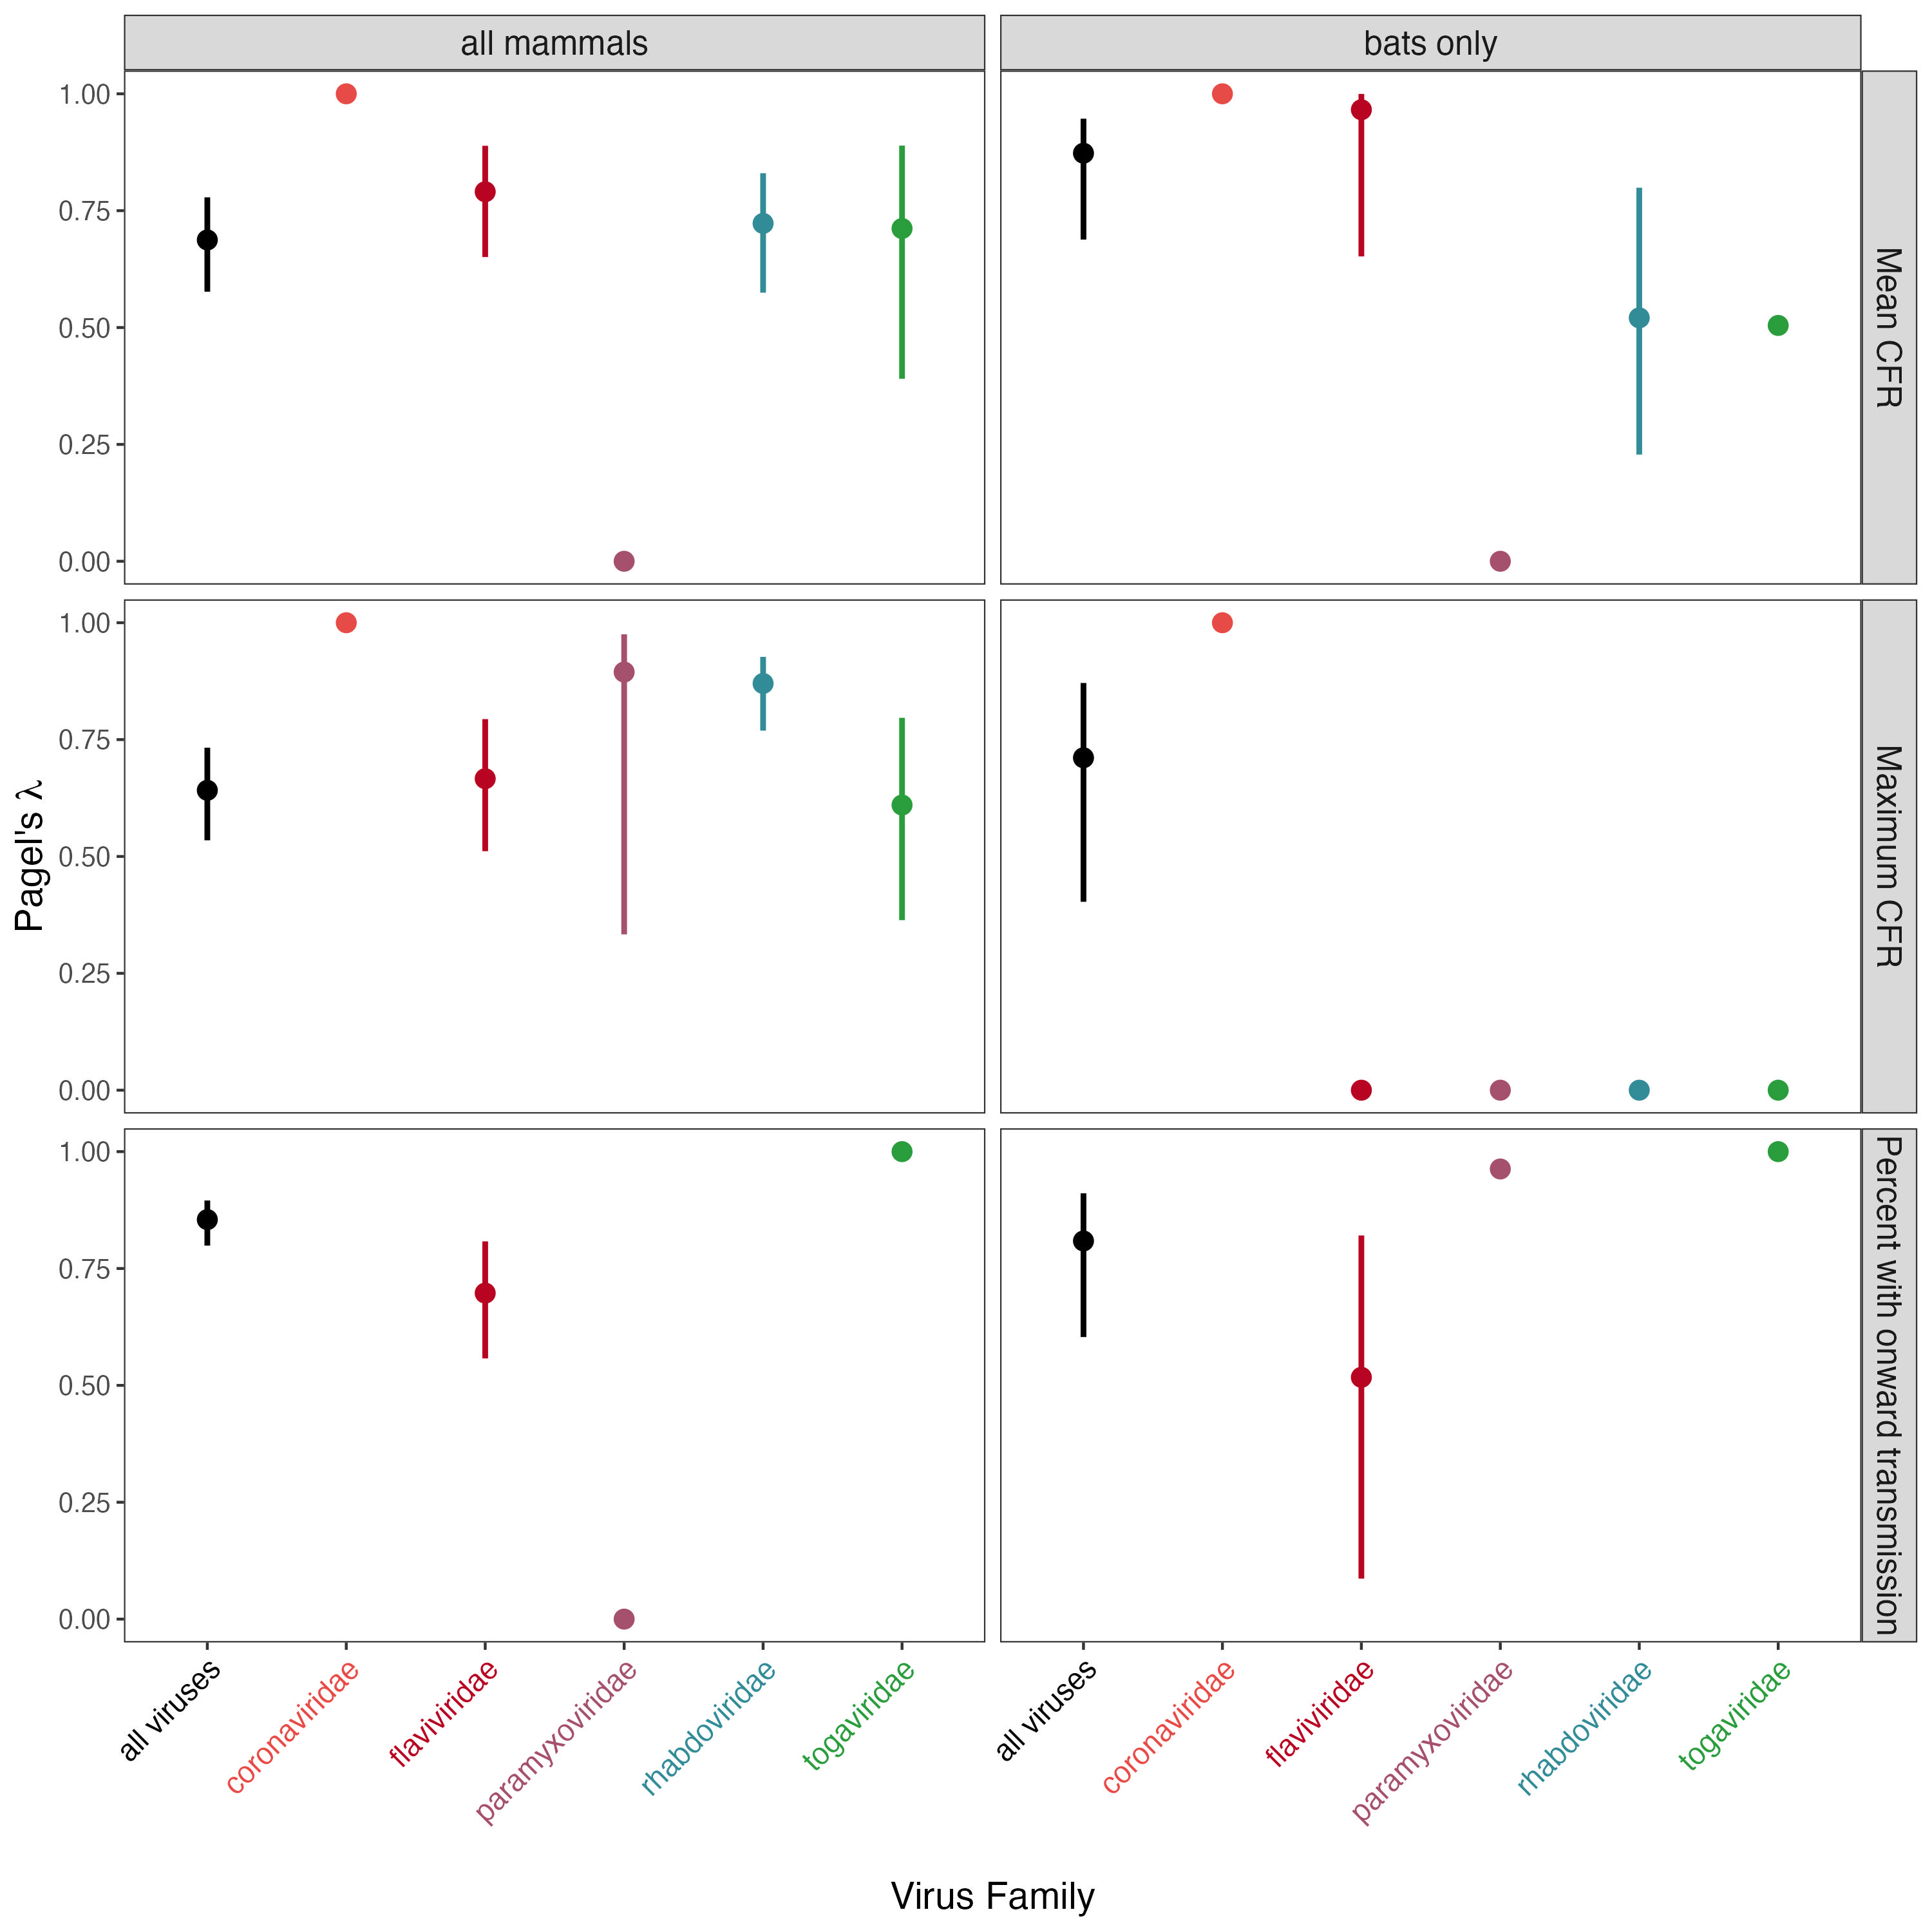 all mammals
bats only
1.00
0.75
0.50
0.25
0.00
Mean CFR
1.00
0.75
0.50
0.25
0.00
Maximum CFR
1.00
0.75
0.50
0.25
0.00
Percent with onward transmission
Pagel's λ
all viruses
coronaviridae
flaviviridae
paramyxoviridae
rhabdoviridae
togaviridae
all viruses
coronaviridae
flaviviridae
paramyxoviridae
rhabdoviridae
togaviridae
Virus Family